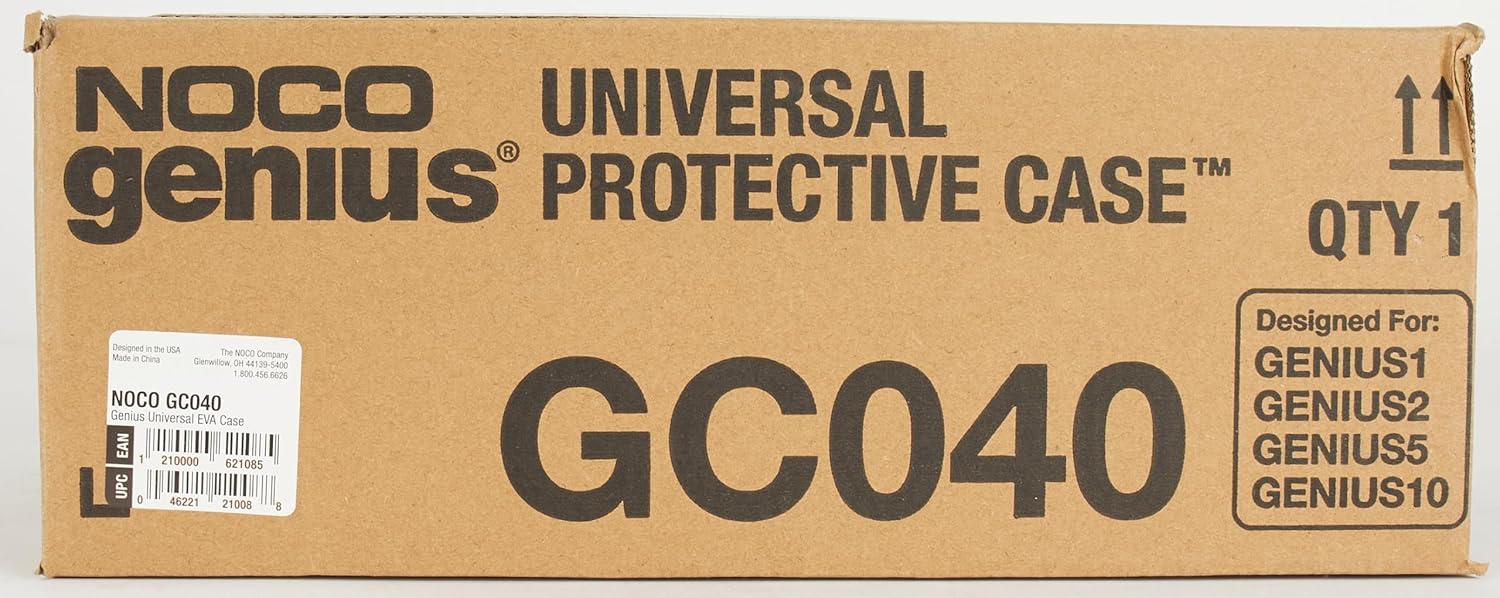 NOCO
genius®
UNIVERSAL
PROTECTIVE CASE™
QTY 1
Designed For:
GENIUS1
GENIUS2
GENIUS5
GENIUS10
GC040
Designed in the USA
Made in China
The NOCO Company
Glenwillow, OH 44139-5400
1.800.456.6626
NOCO GC040
Genius Universal EVA Case
EAN
1 210000 621085
UPC
0 46221 21008 8